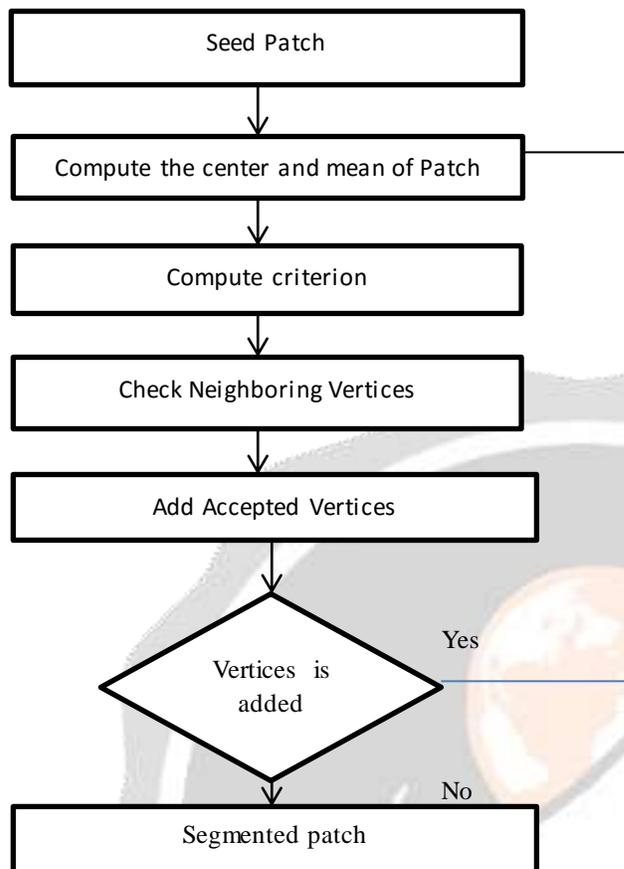 Seed Patch
Compute the center and mean of Patch
Compute criterion
Check Neighboring Vertices
Add Accepted Vertices
Yes
Vertices is
added
No
Segmented patch